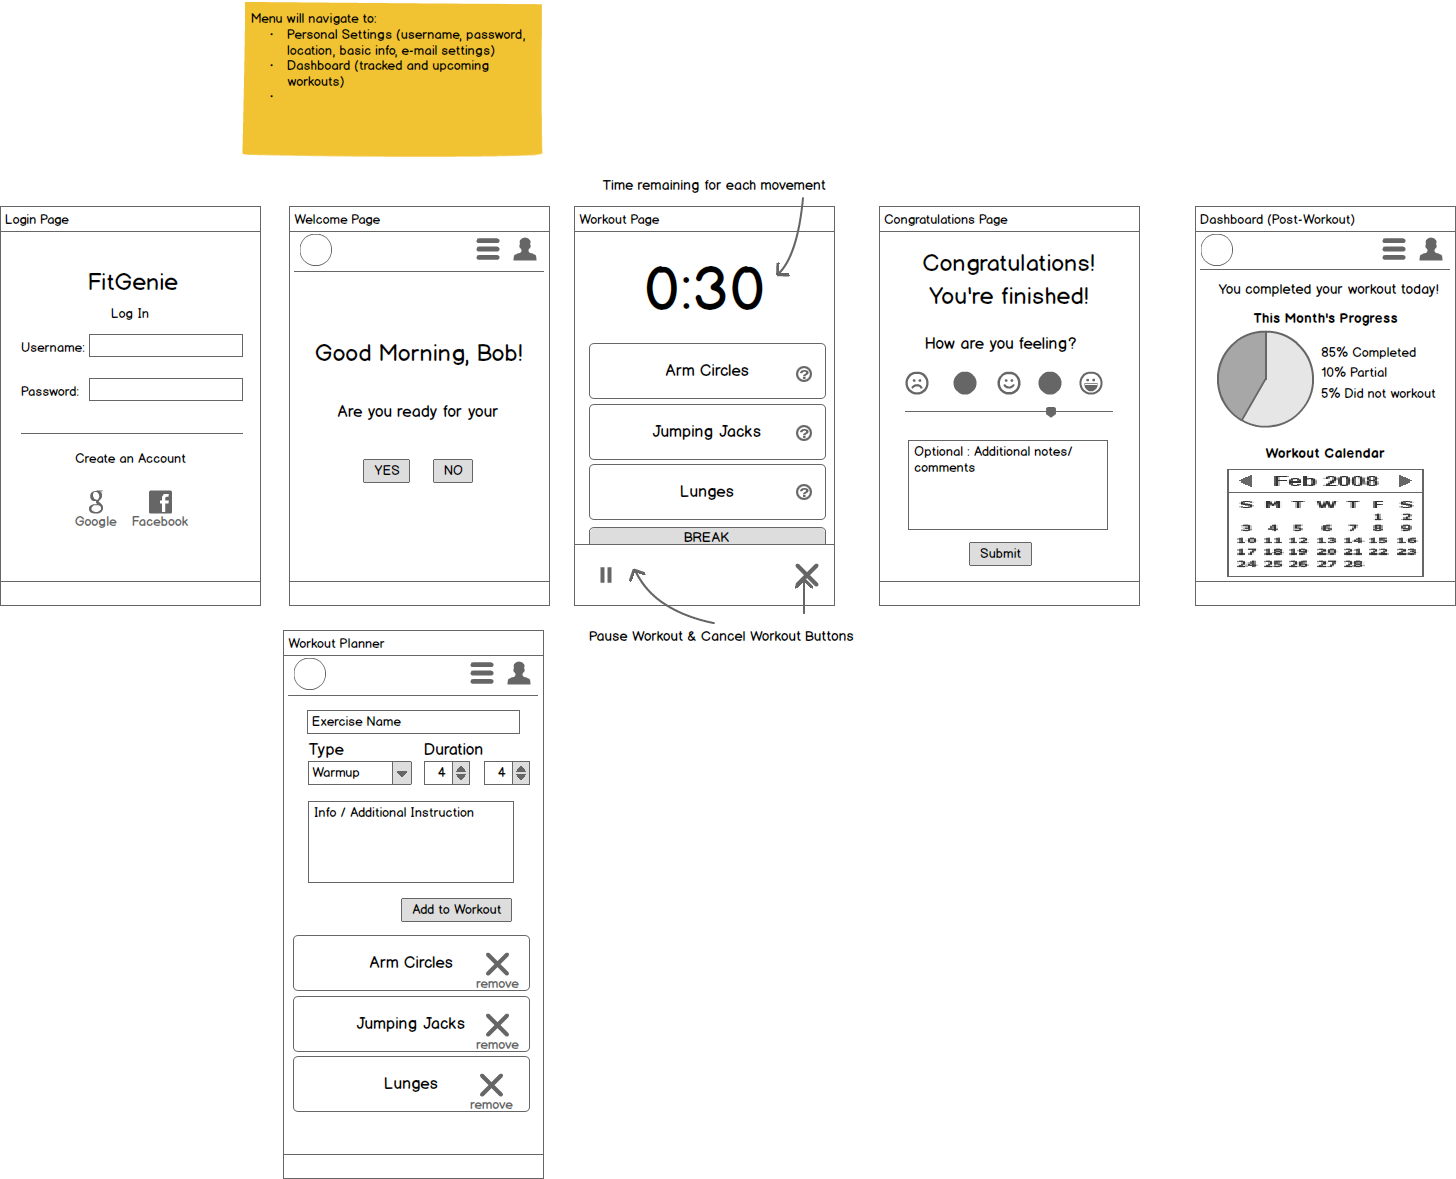 Menu will navigate to:
· Personal Settings (username, password,
location, basic info, e-mail settings)
· Dashboard (tracked and upcoming
workouts)
·
Time remaining for each movement
Login Page
FitGenie
Log In
Username:
Password:
Create an Account
Google
Facebook
Welcome Page
Good Morning, Bob!
Are you ready for your
YES
NO
Workout Page
0:30
Arm Circles
?
Jumping Jacks
?
Lunges
?
BREAK
Pause Workout & Cancel Workout Buttons
Congratulations Page
Congratulations!
You're finished!
How are you feeling?
Optional : Additional notes/
comments
Submit
Dashboard (Post-Workout)
You completed your workout today!
This Month's Progress
85% Completed
10% Partial
5% Did not workout
Workout Calendar
Feb 2008
S M T W T F S
1 2
3 4 5 6 7 8 9
10 11 12 13 14 15 16
17 18 19 20 21 22 23
24 25 26 27 28
Workout Planner
Exercise Name
Type Duration
Warmup 4 4
Info / Additional Instruction
Add to Workout
Arm Circles
remove
Jumping Jacks
remove
Lunges
remove